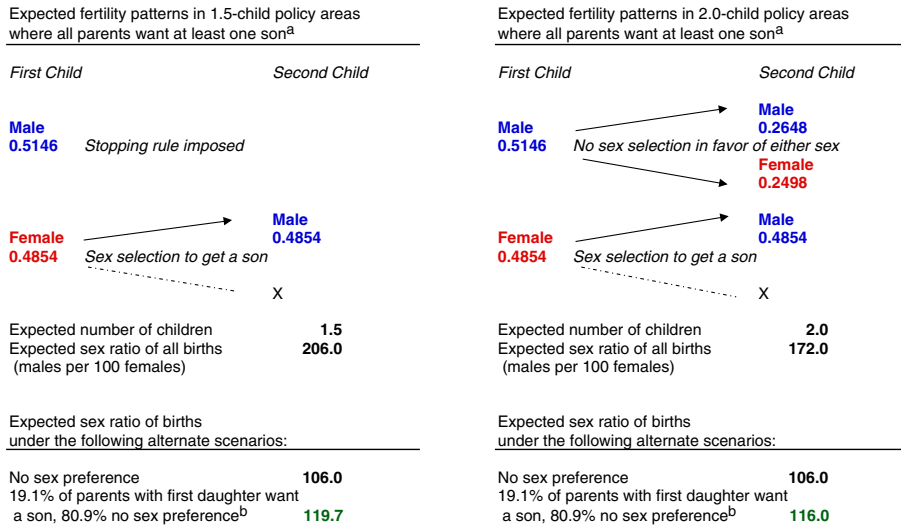 Expected fertility patterns in 1.5-child policy areas
where all parents want at least one sonª
First Child
Second Child
Male
0.5146 Stopping rule imposed
Male
Female
0.4854
0.4854 Sex selection to get a son
X
Expected number of children 1.5
Expected sex ratio of all births 206.0
(males per 100 females)
Expected sex ratio of births
under the following alternate scenarios:
No sex preference 106.0
19.1% of parents with first daughter want
a son, 80.9% no sex preferenceb 119.7
Expected fertility patterns in 2.0-child policy areas
where all parents want at least one sonª
Second Child
First Child
Male
0.2648
Male
0.5146 No sex selection in favor of either sex
Female
0.2498
Male
Female
0.4854
0.4854 Sex selection to get a son
X
Expected number of children 2.0
Expected sex ratio of all births 172.0
(males per 100 females)
Expected sex ratio of births
under the following alternate scenarios:
No sex preference 106.0
19.1% of parents with first daughter want
a son, 80.9% no sex preferenceb 116.0